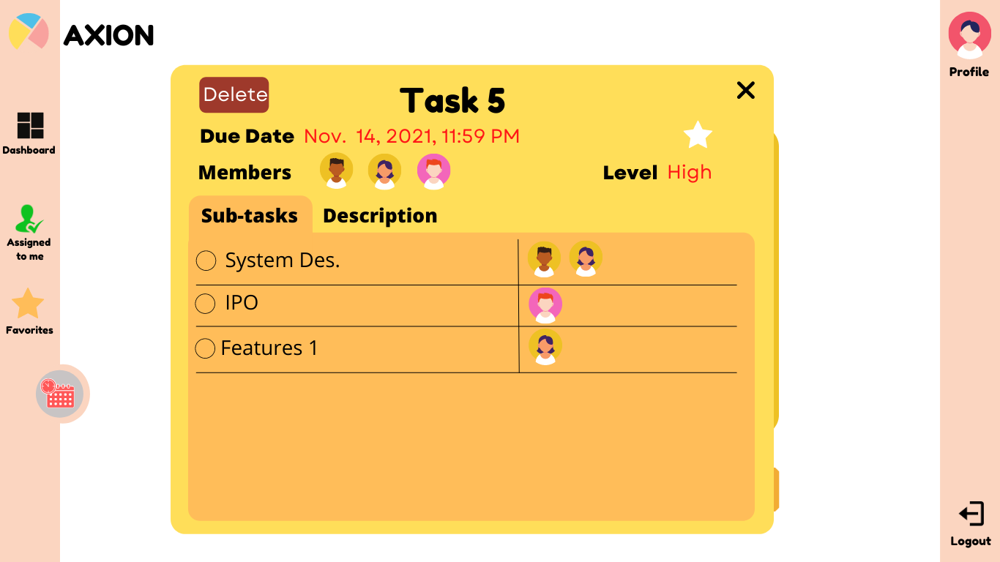 AXION
Profile
Delete
Task 5
Due Date Nov. 14, 2021, 11:59 PM
Dashboard
Members
Level High
Sub-tasks Description
Assigned
to me
System Des.
IPO
Favorites
Features 1
Logout